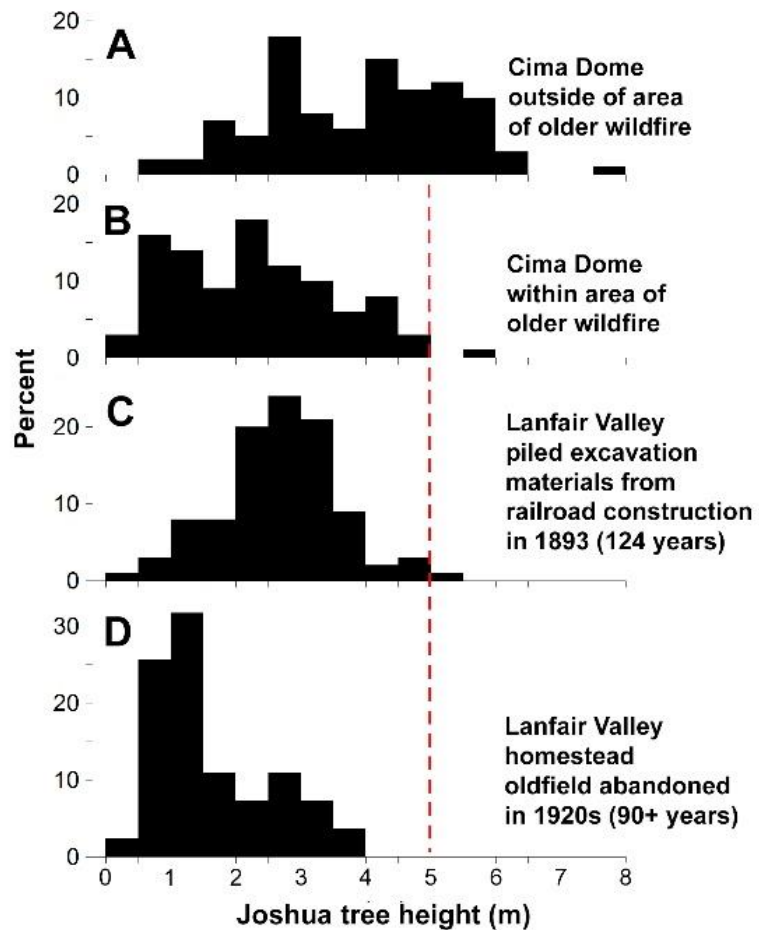 20
A
10
0
Cima Dome
outside of area
of older wildfire
20
B
10
0
Cima Dome
within area of
older wildfire
Percent
C
20
10
0
Lanfair Valley
piled excavation
materials from
railroad construction
in 1893 (124 years)
30
D
20
10
0
Lanfair Valley
homestead
oldfield abandoned
in 1920s (90+ years)
0 1 2 3 4 5 6 7 8
Joshua tree height (m)